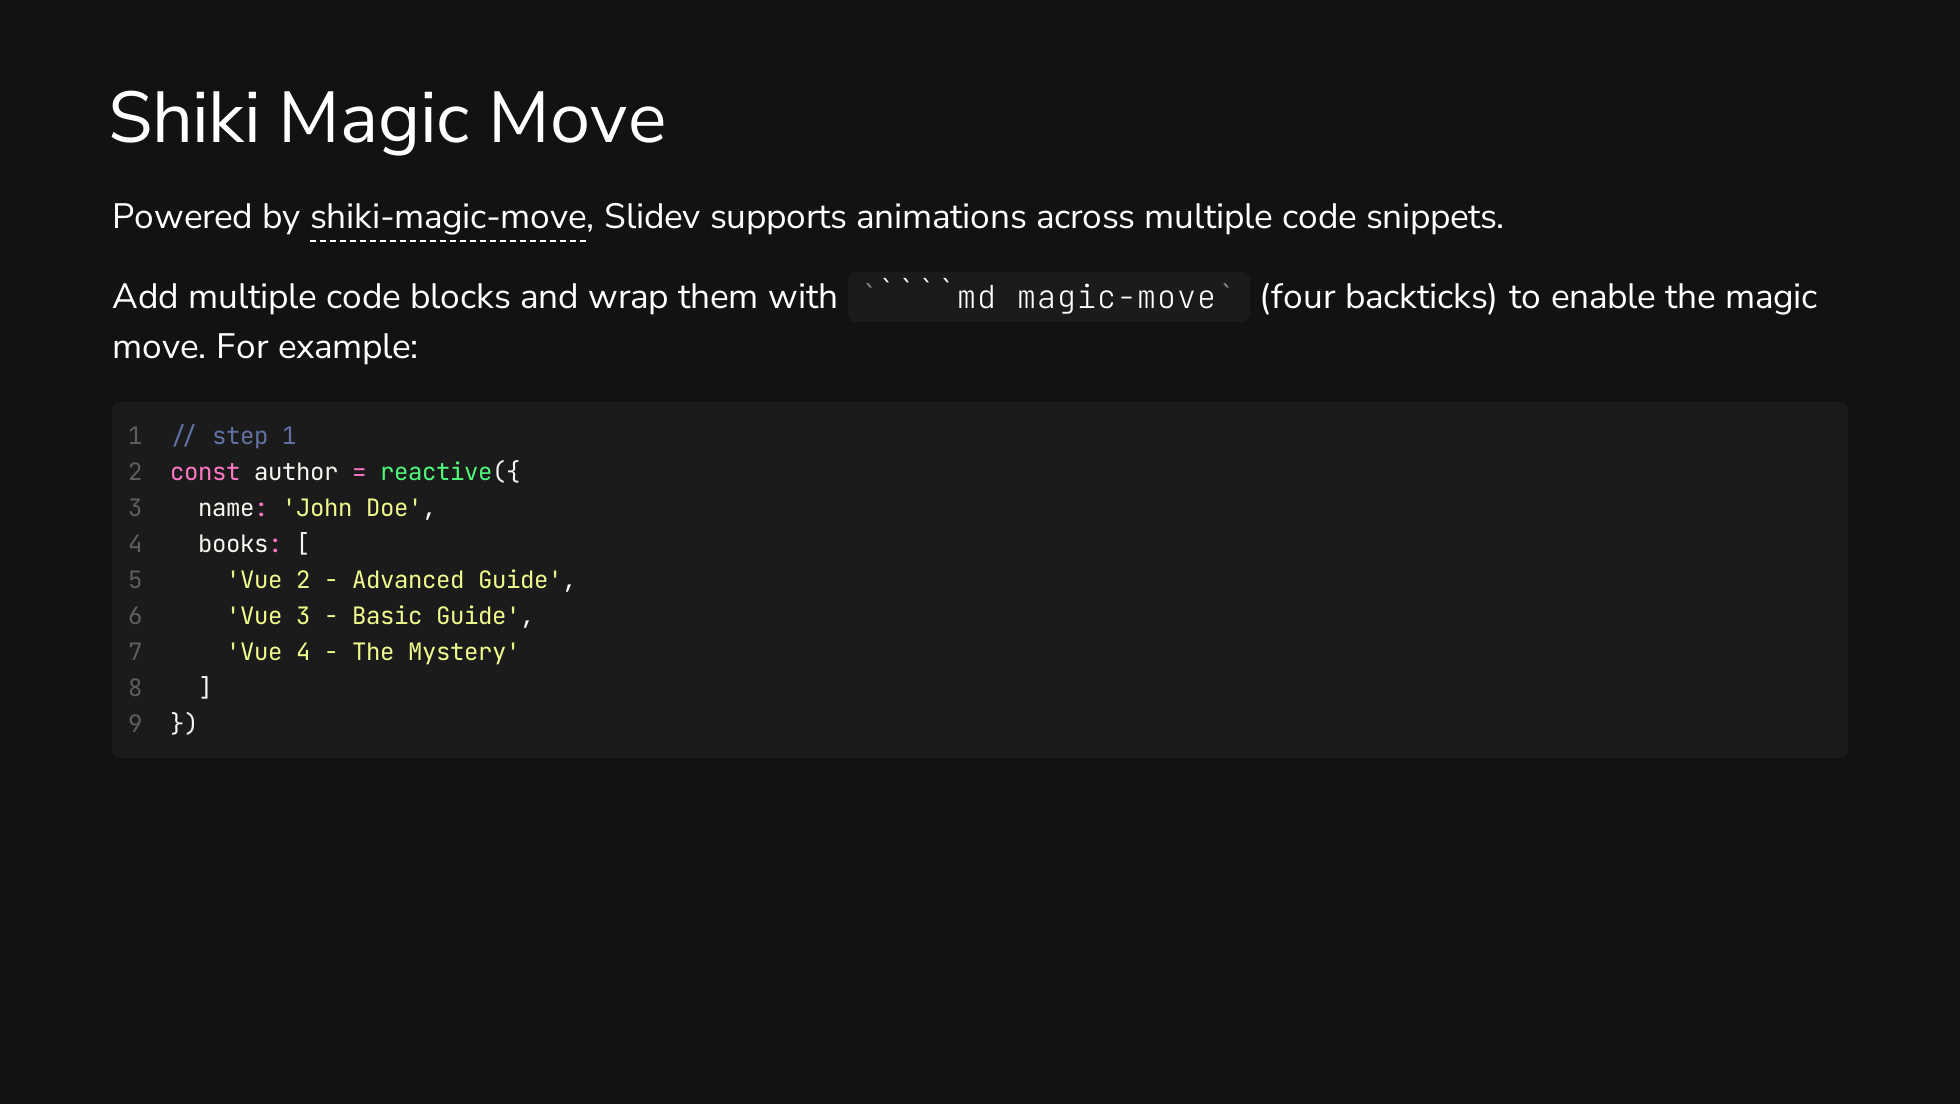 Shiki Magic Move
Powered by shiki-magic-move, Slidev supports animations across multiple code snippets.
Add multiple code blocks and wrap them with `````md magic-move` (four backticks) to enable the magic
move. For example:
1 // step 1
2 const author = reactive({
3   name: 'John Doe',
4   books: [
5     'Vue 2 - Advanced Guide',
6     'Vue 3 - Basic Guide',
7     'Vue 4 - The Mystery'
8   ]
9 })